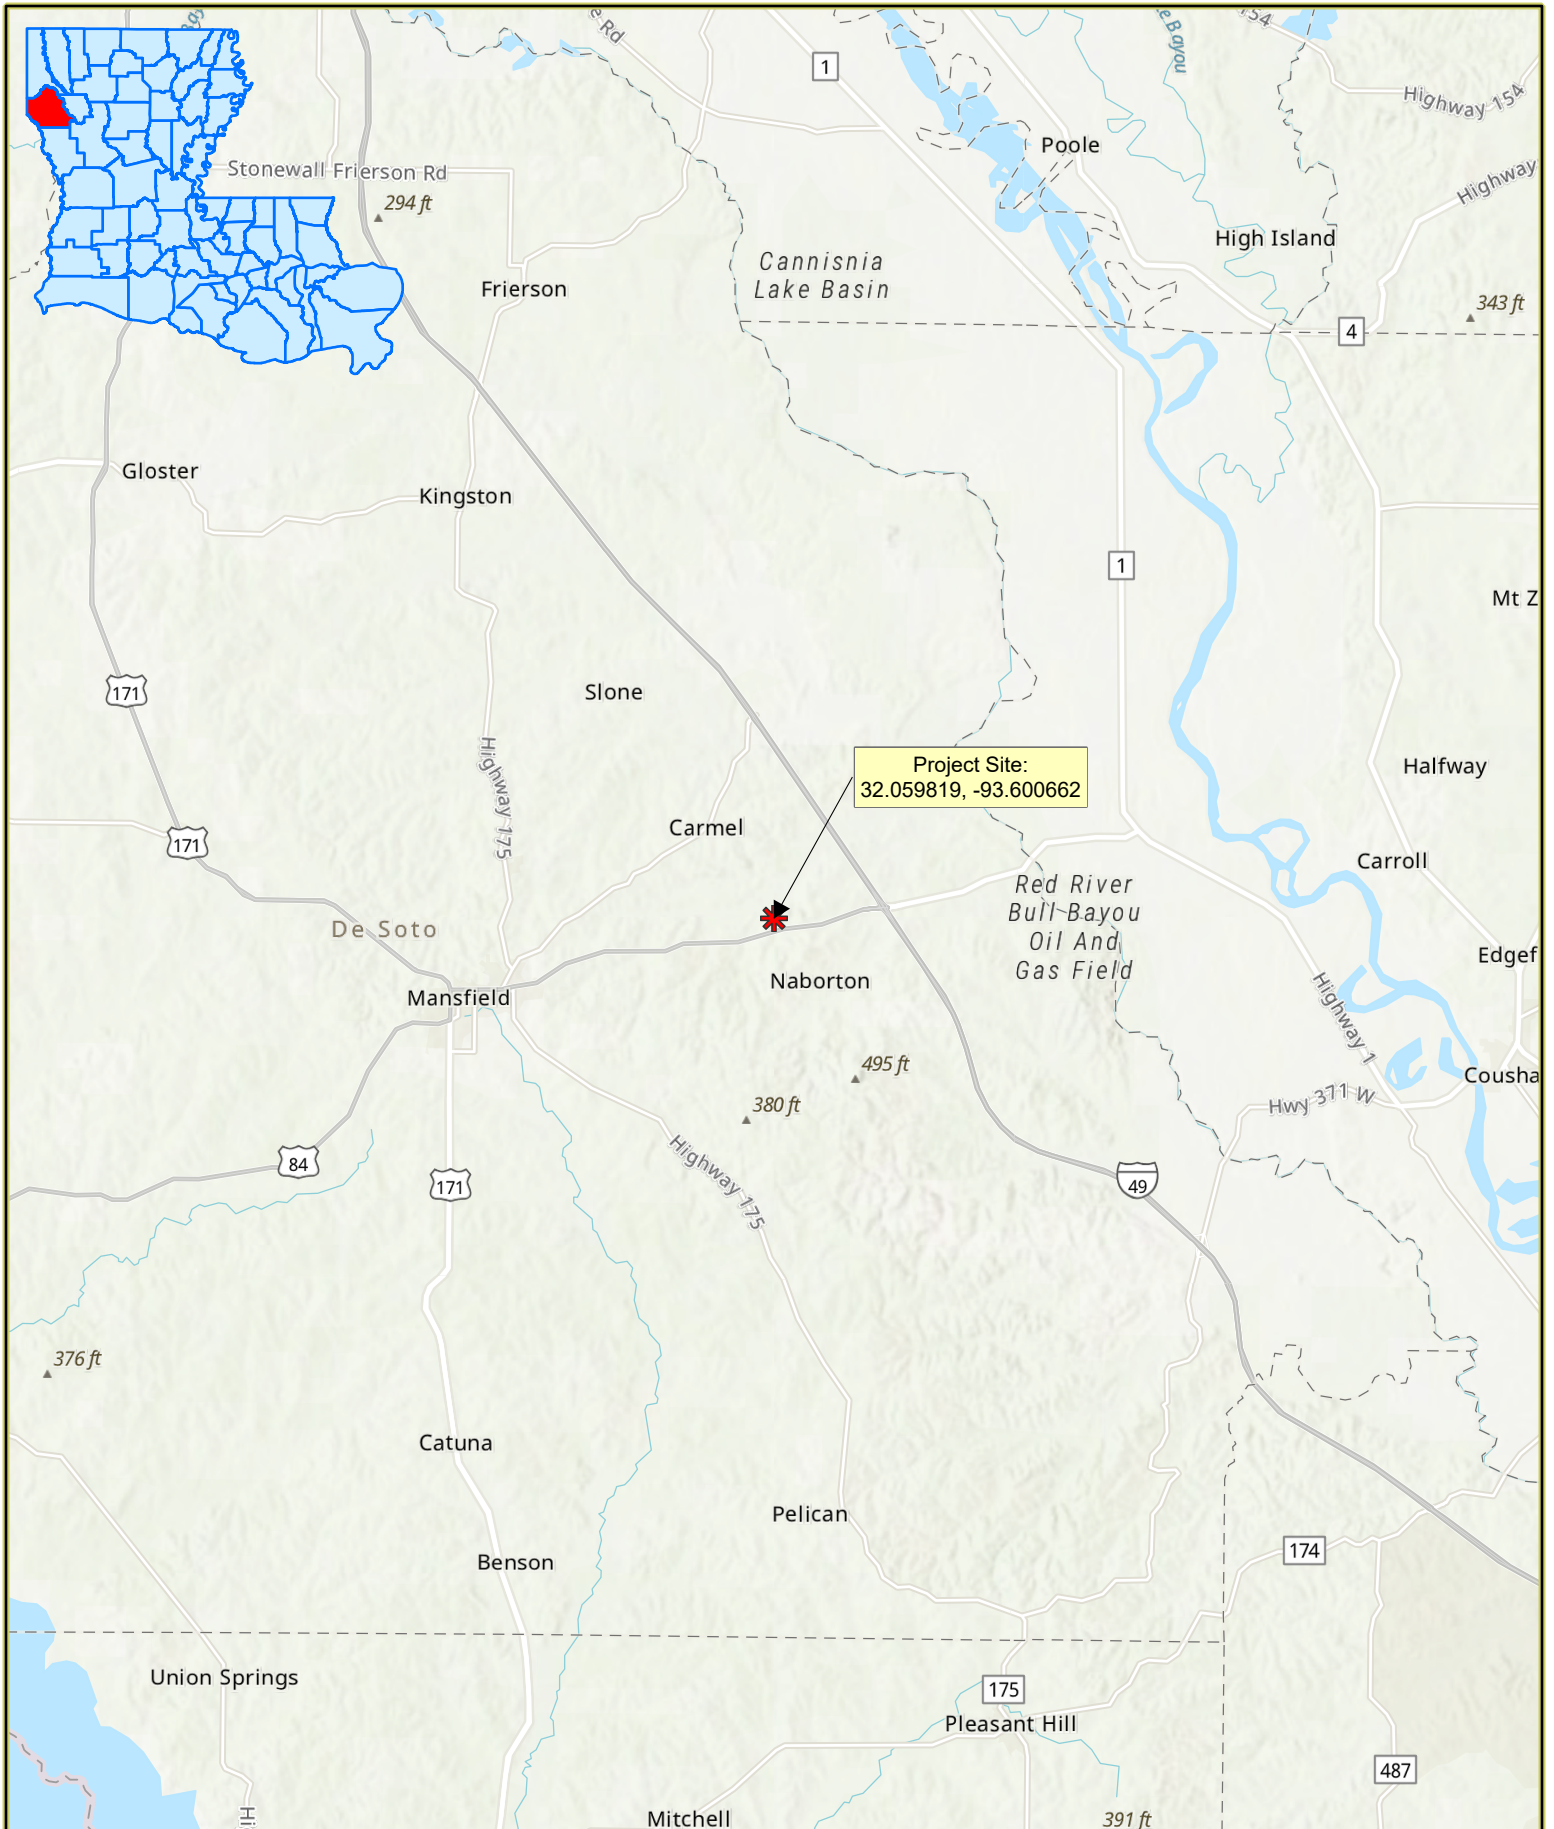 e Rd
154
e Bayou
1
Highway 154
Poole
Stonewall Frierson Rd
Highway
294 ft
High Island
Cannisnia
Lake Basin
Frierson
343 ft
4
Gloster
Kingston
1
Mt Z
171
Slone
Highway 175
Project Site:
32.059819, -93.600662
Halfway
Carmel
171
Carroll
Red River
Bull Bayou
Oil And
Gas Field
De Soto
Edgef
Naborton
Mansfield
Highway 1
495 ft
Cousha
380 ft
Hwy 371 W
Highway 175
84
171
49
376 ft
Catuna
Pelican
174
Benson
Union Springs
175
Pleasant Hill
487
Hi
Mitchell
391 ft